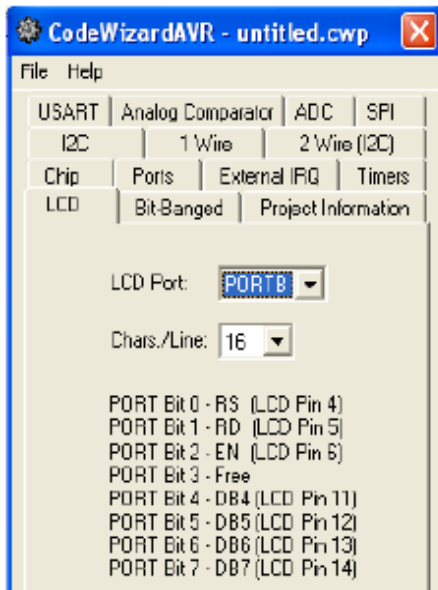 CodeWizardAVR - untitled.cwp
File Help
USART Analog Comparator ADC SPI
I2C 1 Wire 2 Wire (I2C)
Chip Ports External IRQ Timers
LCD Bit-Banged Project Information
LCD Port: PORTB
Chars./Line: 16
PORT Bit 0 - RS (LCD Pin 4)
PORT Bit 1 - RD (LCD Pin 5)
PORT Bit 2 - EN (LCD Pin 6)
PORT Bit 3 - Free
PORT Bit 4 - DB4 (LCD Pin 11)
PORT Bit 5 - DB5 (LCD Pin 12)
PORT Bit 6 - DB6 (LCD Pin 13)
PORT Bit 7 - DB7 (LCD Pin 14)